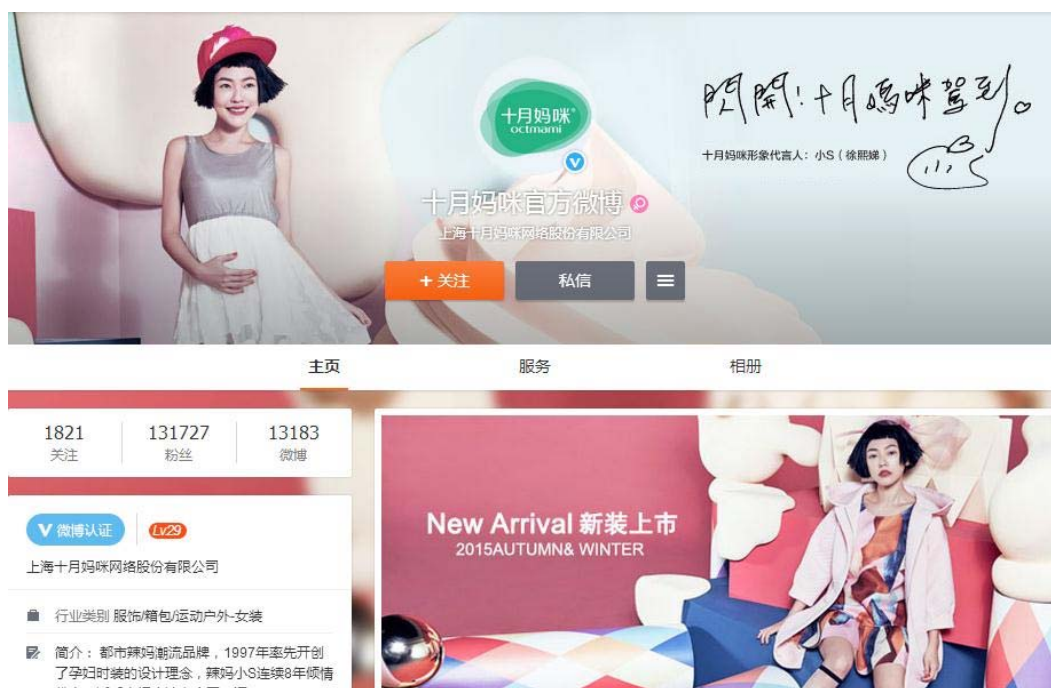 閃開!十月媽咪駕到。
十月妈咪形象代言人:小S(徐熙娣)
小S
十月妈咪
octmami
十月妈咪官方微博
上海十月妈咪网络股份有限公司
+ 关注
私信
主页
服务
相册
1821
131727
13183
关注
粉丝
微博
V 微博认证
Lv29
上海十月妈咪网络股份有限公司
行业类别 服饰/箱包/运动户外-女装
简介: 都市辣妈潮流品牌,1997年率先开创
了孕妇时装的设计理念,辣妈小S连续8年倾情
New Arrival 新装上市
2015AUTUMN& WINTER